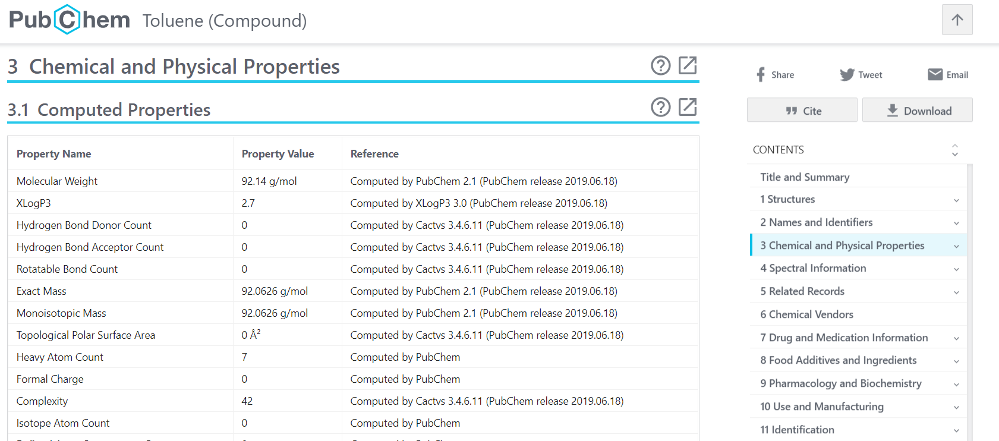 PubChem Toluene (Compound)
3 Chemical and Physical Properties
3.1 Computed Properties
Property Name Property Value Reference
Molecular Weight 92.14 g/mol Computed by PubChem 2.1 (PubChem release 2019.06.18)
XLogP3 2.7 Computed by XLogP3 3.0 (PubChem release 2019.06.18)
Hydrogen Bond Donor Count 0 Computed by Cactvs 3.4.6.11 (PubChem release 2019.06.18)
Hydrogen Bond Acceptor Count 0 Computed by Cactvs 3.4.6.11 (PubChem release 2019.06.18)
Rotatable Bond Count 0 Computed by Cactvs 3.4.6.11 (PubChem release 2019.06.18)
Exact Mass 92.0626 g/mol Computed by PubChem 2.1 (PubChem release 2019.06.18)
Monoisotopic Mass 92.0626 g/mol Computed by PubChem 2.1 (PubChem release 2019.06.18)
Topological Polar Surface Area 0 Å² Computed by Cactvs 3.4.6.11 (PubChem release 2019.06.18)
Heavy Atom Count 7 Computed by PubChem
Formal Charge 0 Computed by PubChem
Complexity 42 Computed by Cactvs 3.4.6.11 (PubChem release 2019.06.18)
Isotope Atom Count 0 Computed by PubChem
Share Tweet Email
Cite Download
CONTENTS
Title and Summary
1 Structures
2 Names and Identifiers
3 Chemical and Physical Properties
4 Spectral Information
5 Related Records
6 Chemical Vendors
7 Drug and Medication Information
8 Food Additives and Ingredients
9 Pharmacology and Biochemistry
10 Use and Manufacturing
11 Identification